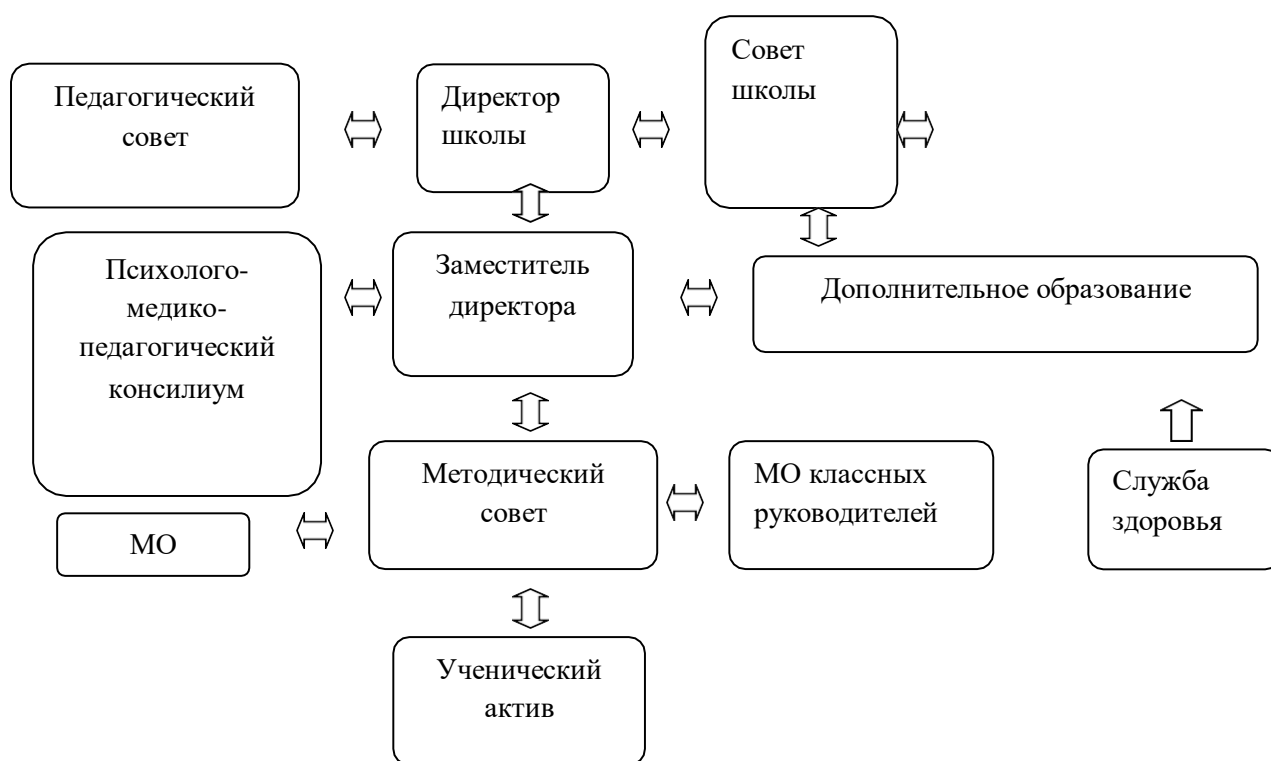 Совет
школы
Педагогический
совет
Директор
школы
Психолого-
медико-
педагогический
консилиум
Заместитель
директора
Дополнительное образование
Методический
совет
МО классных
руководителей
Служба
здоровья
МО
Ученический
актив